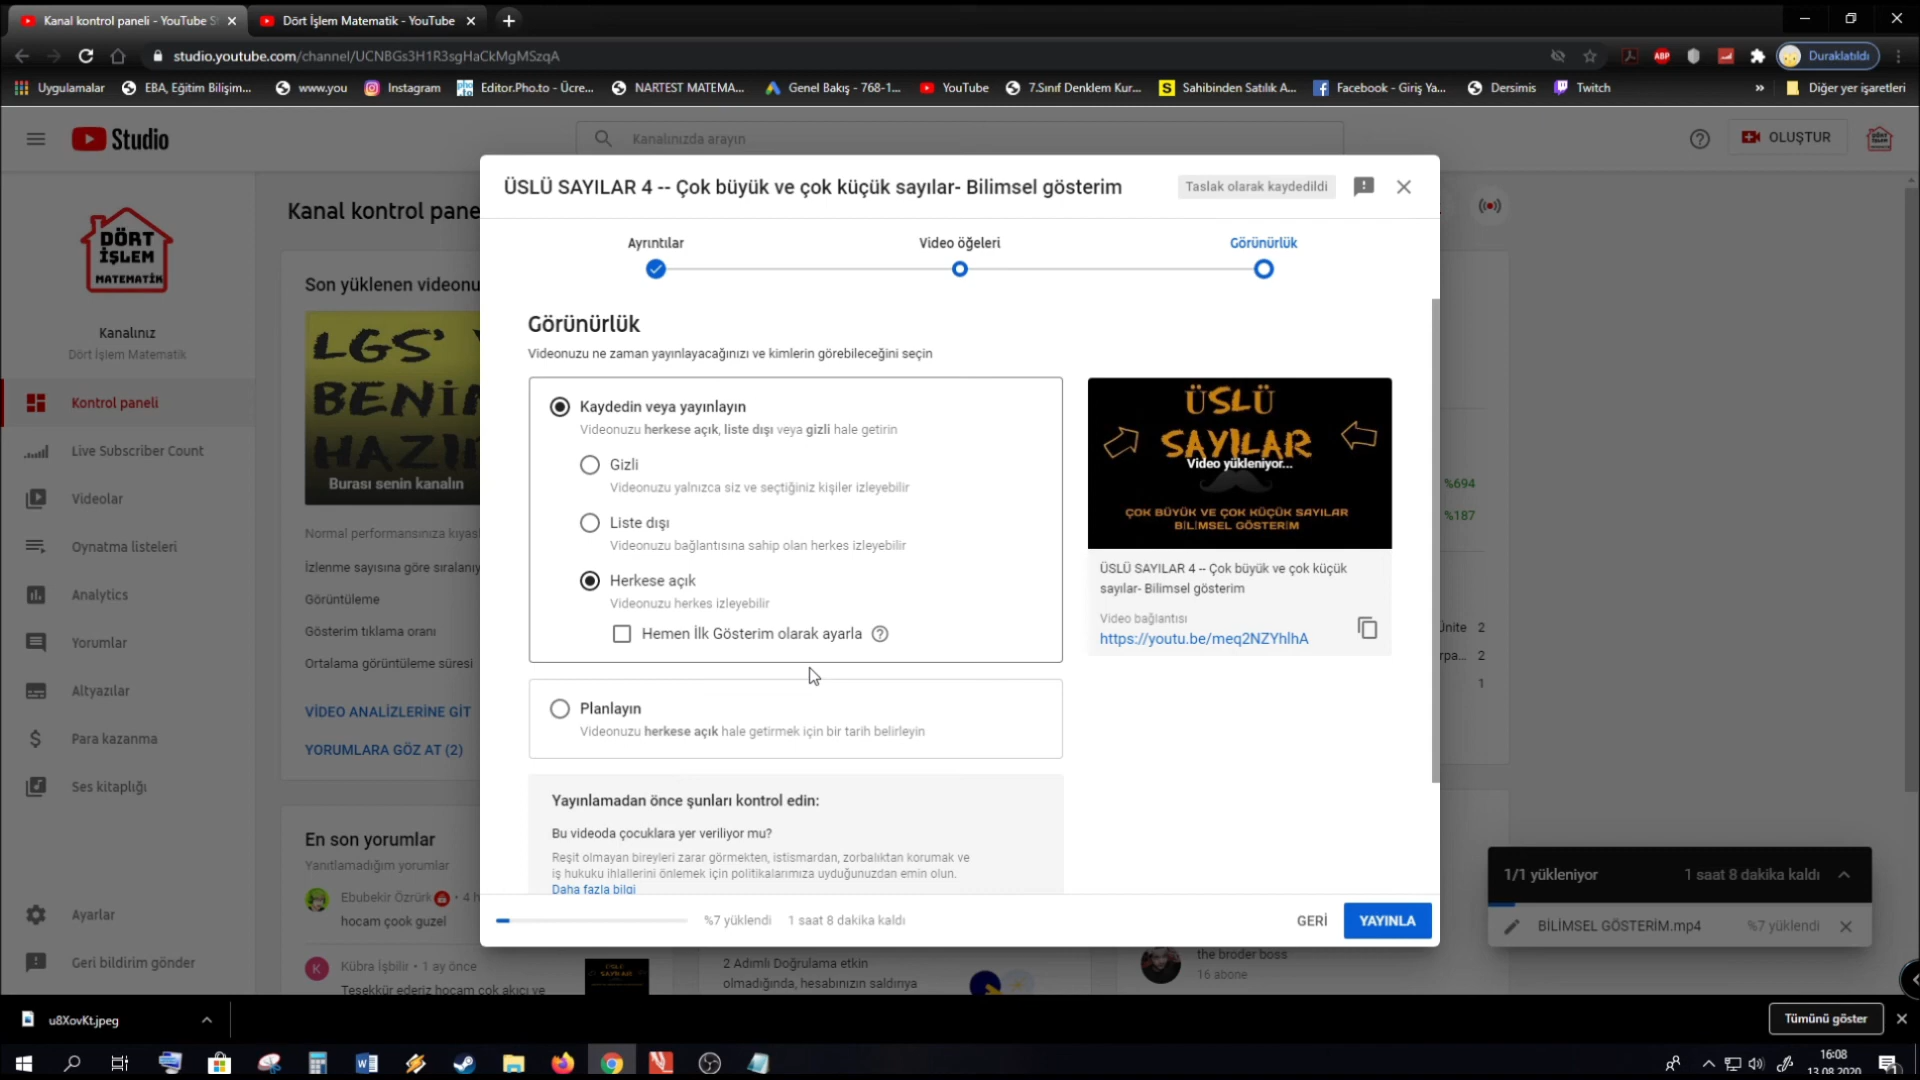 Kanal kontrol paneli - YouTube S
Dört İşlem Matematik - YouTube
studio.youtube.com/channel/UCNBGs3H1R3sgHaCkMgMSzqA
ABP
Duraklatıldı
Uygulamalar
EBA, Eğitim Bilişim...
www.you
Instagram
Editor.Pho.to - Ücre...
NARTEST MATEMA...
Genel Bakış - 768-1...
YouTube
7.Sınıf Denklem Kur...
Sahibinden Satılık A...
Facebook - Giriş Ya...
Dersimis
Twitch
»
Diğer yer işaretleri
Studio
Kanalınızda arayın
OLUŞTUR
DÖRT
İŞLEM
MATEMATİK
Kanalınız
Dört İşlem Matematik
Kontrol paneli
Live Subscriber Count
Videolar
Oynatma listeleri
Analytics
Yorumlar
Altyazılar
Para kazanma
Ses kitaplığı
Ayarlar
Geri bildirim gönder
Kanal kontrol pane
Son yüklenen videonu
LGS'
BENİM
HAZI
Burası senin kanalın
Normal performansınıza kıyas
İzlenme sayısına göre sıralanış
Görüntüleme
Gösterim tıklama oranı
Ortalama görüntüleme süresi
VİDEO ANALİZLERİNE GİT
YORUMLARA GÖZ AT (2)
En son yorumlar
Yanıtlamadığım yorumlar
Ebubekir Özrürk • 4 h
hocam çook guzel
Kübra İşbilir • 1 ay önce
Teşekkür ederiz hocam çok akıcı ve
ÜSLÜ SAYILAR 4 -- Çok büyük ve çok küçük sayılar- Bilimsel gösterim
Taslak olarak kaydedildi
Ayrıntılar
Video öğeleri
Görünürlük
Görünürlük
Videonuzu ne zaman yayınlayacağınızı ve kimlerin görebileceğini seçin
Kaydedin veya yayınlayın
Videonuzu herkese açık, liste dışı veya gizli hale getirin
Gizli
Videonuzu yalnızca siz ve seçtiğiniz kişiler izleyebilir
Liste dışı
Videonuzu bağlantısına sahip olan herkes izleyebilir
Herkese açık
Videonuzu herkes izleyebilir
Hemen İlk Gösterim olarak ayarla
Planlayın
Videonuzu herkese açık hale getirmek için bir tarih belirleyin
Yayınlamadan önce şunları kontrol edin:
Bu videoda çocuklara yer veriliyor mu?
Reşit olmayan bireyleri zarar görmekten, istismardan, zorbalıktan korumak ve
iş hukuku ihlallerini önlemek için politikalarımıza uyduğunuzdan emin olun.
Daha fazla bilgi
ÜSLÜ
SAYILAR
Video yükleniyor...
ÇOK BÜYÜK VE ÇOK KÜÇÜK SAYILAR
BİLİMSEL GÖSTERİM
ÜSLÜ SAYILAR 4 -- Çok büyük ve çok küçük
sayılar- Bilimsel gösterim
Video bağlantısı
https://youtu.be/meq2NZYhlhA
%7 yüklendi
1 saat 8 dakika kaldı
GERİ
YAYINLA
%694
%187
2
2
1
2 Adımlı Doğrulama etkin
olmadığında, hesabınızın saldırıya
the broder boss
16 abone
1/1 yükleniyor
1 saat 8 dakika kaldı
BİLİMSEL GÖSTERİM.mp4
%7 yüklendi
u8XovKt.jpeg
Tümünü göster
16:08
13.08.2020